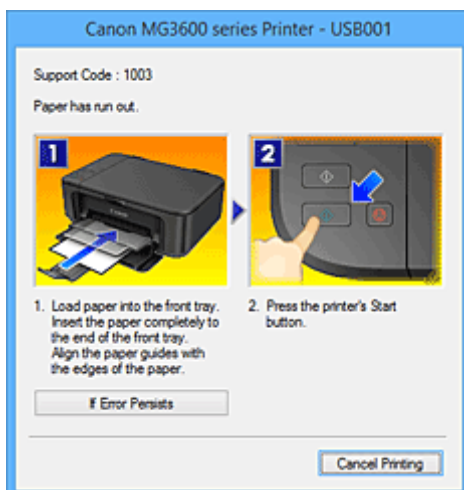 Canon MG3600 series Printer - USB001
Support Code : 1003
Paper has run out.
1
2
1. Load paper into the front tray.
Insert the paper completely to
the end of the front tray.
Align the paper guides with
the edges of the paper.
2. Press the printer's Start
button.
If Error Persists
Cancel Printing